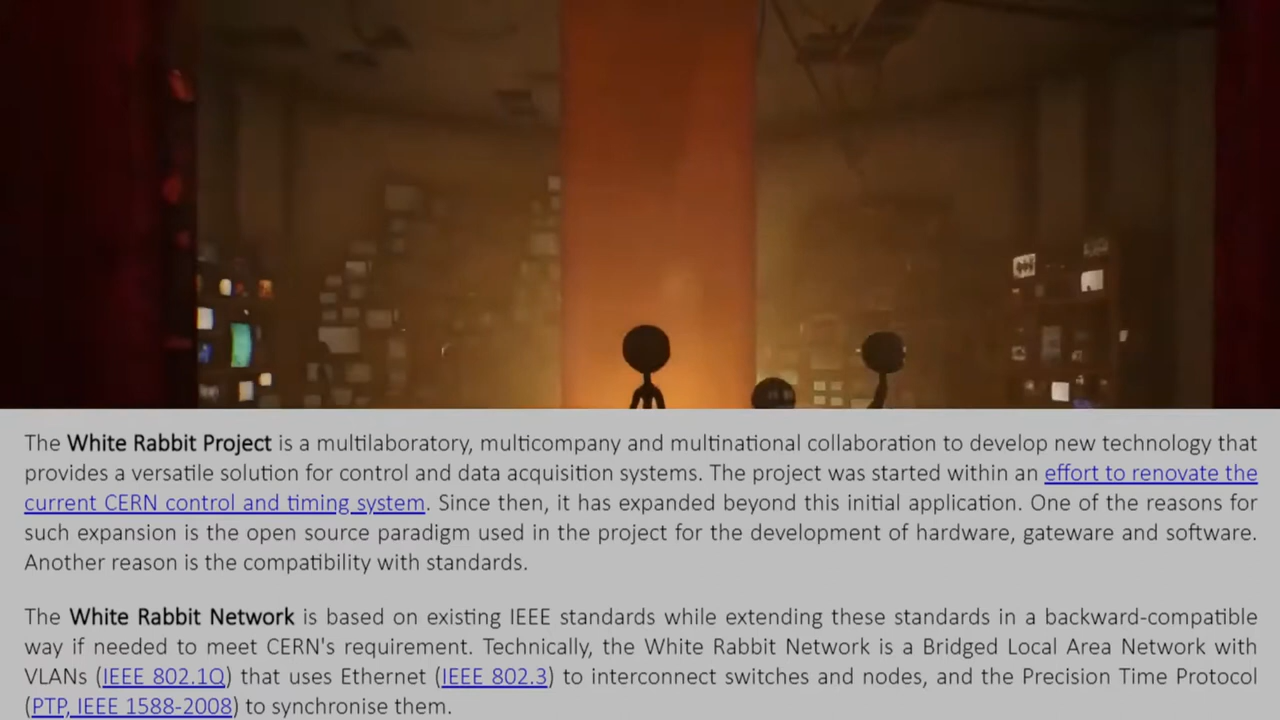 The White Rabbit Project is a multilaboratory, multicompany and multinational collaboration to develop new technology that
provides a versatile solution for control and data acquisition systems. The project was started within an effort to renovate the
current CERN control and timing system. Since then, it has expanded beyond this initial application. One of the reasons for
such expansion is the open source paradigm used in the project for the development of hardware, gateware and software.
Another reason is the compatibility with standards.
The White Rabbit Network is based on existing IEEE standards while extending these standards in a backward-compatible
way if needed to meet CERN's requirement. Technically, the White Rabbit Network is a Bridged Local Area Network with
VLANs (IEEE 802.1Q) that uses Ethernet (IEEE 802.3) to interconnect switches and nodes, and the Precision Time Protocol
(PTP, IEEE 1588-2008) to synchronise them.